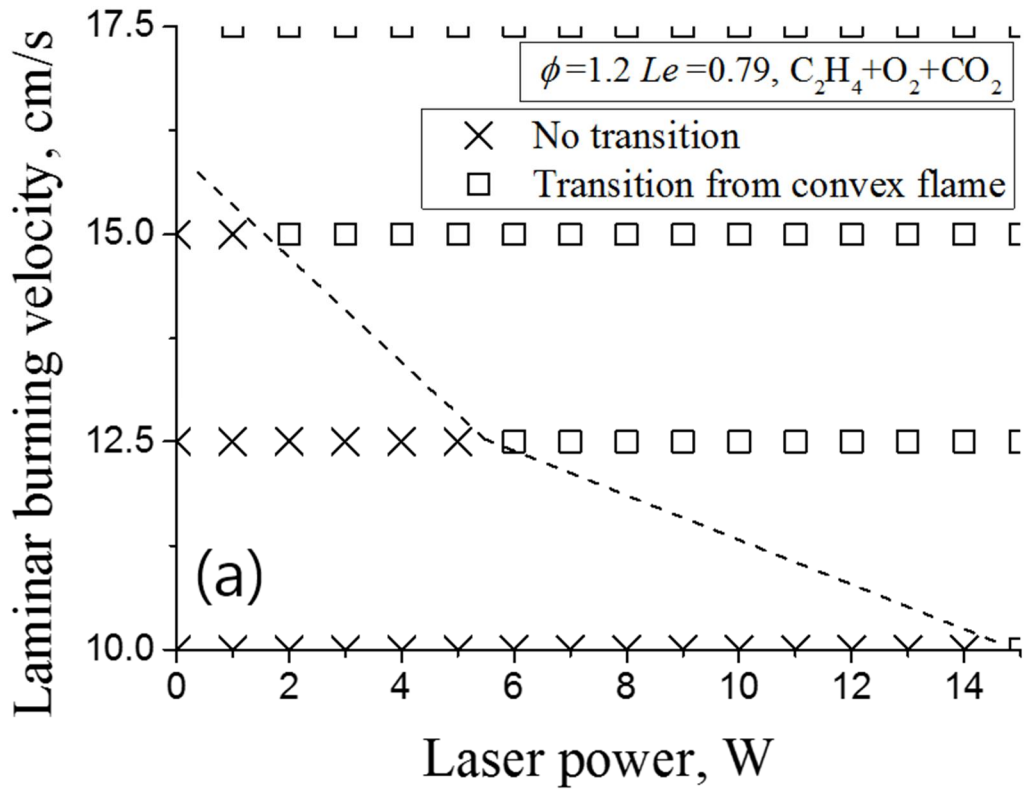 17.5
ϕ=1.2 Le=0.79, C₂H₄+O₂+CO₂
No transition
Transition from convex flame
15.0
12.5
(a)
10.0
0 2 4 6 8 10 12 14
Laminar burning velocity, cm/s
Laser power, W